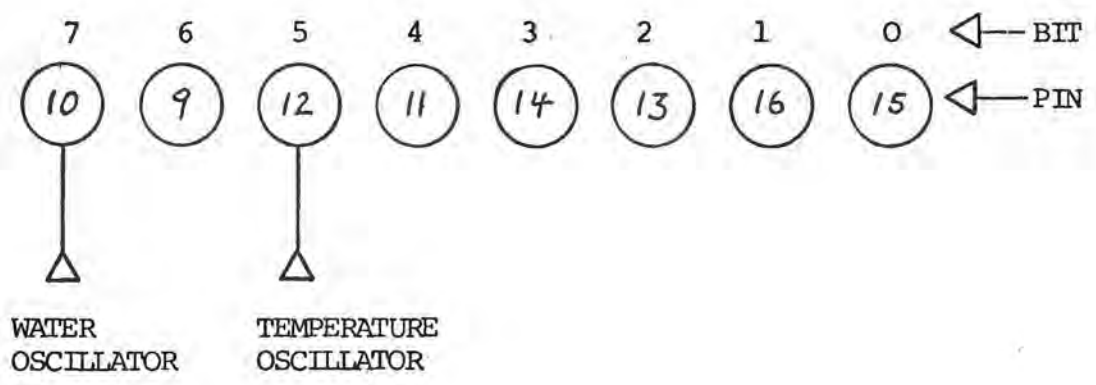 7 6 5 4 3 2 1 0 BIT
10 9 12 11 14 13 16 15 PIN
WATER TEMPERATURE
OSCILLATOR OSCILLATOR